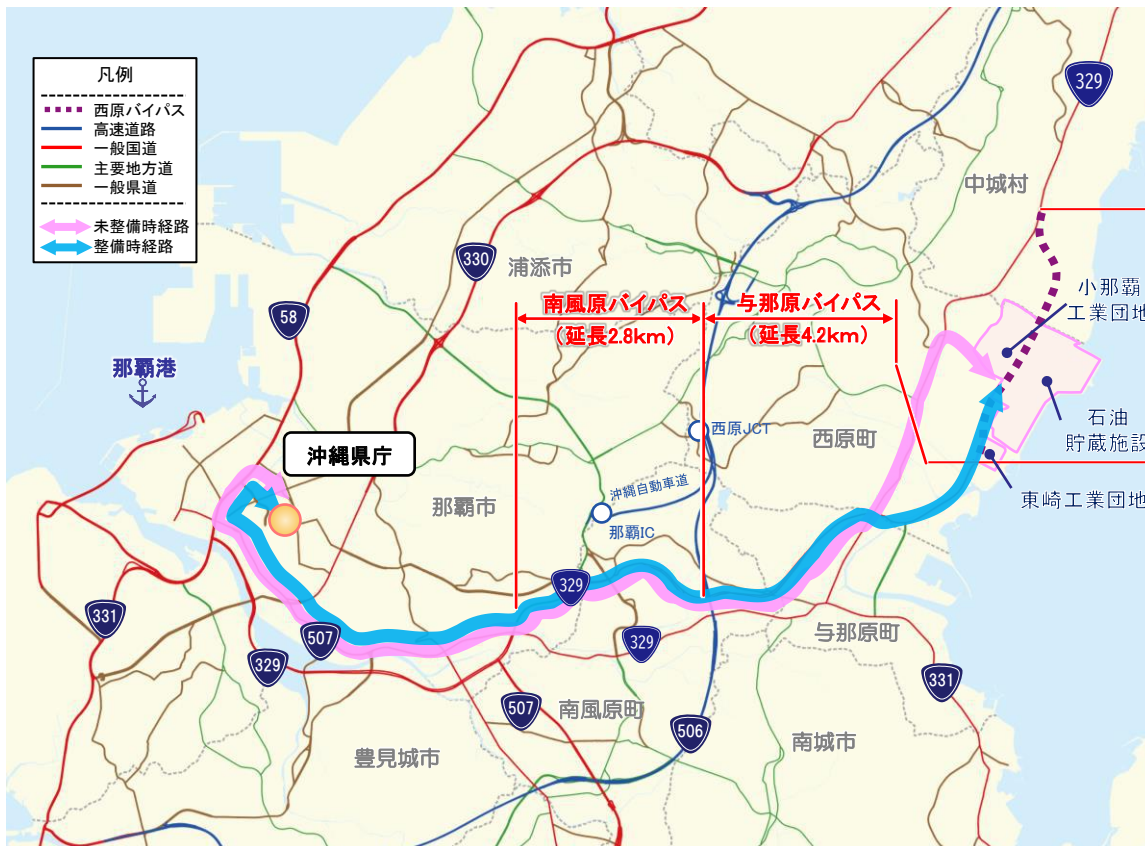 凡例
西原バイパス
高速道路
一般国道
主要地方道
一般県道
未整備時経路
整備時経路
329
中城村
330
浦添市
58
南風原バイパス
(延長2.8km)
与那原バイパス
(延長4.2km)
小那覇
工業団地
那覇港
石油
貯蔵施設
西原JCT
西原町
沖縄県庁
沖縄自動車道
那覇市
那覇IC
東崎工業団地
329
331
507
329
329
与那原町
331
507
南風原町
506
南城市
豊見城市